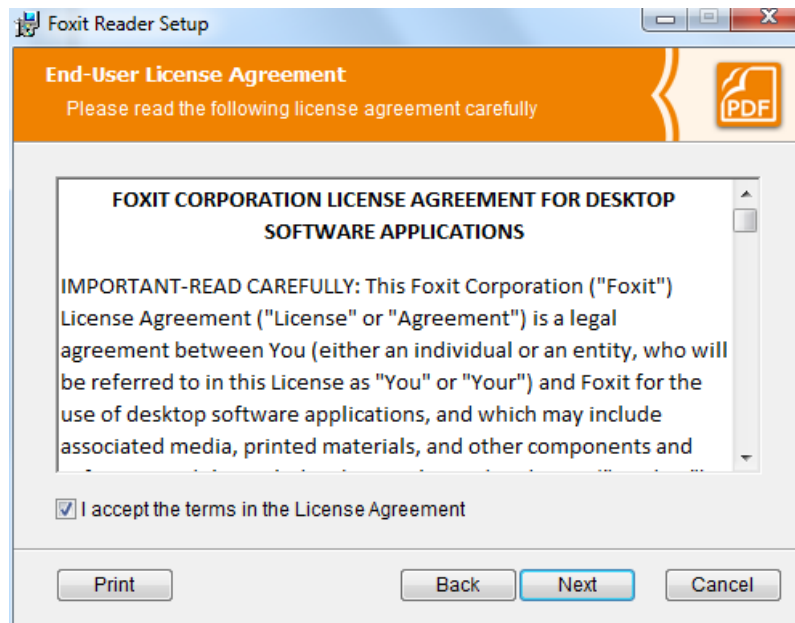 Foxit Reader Setup
End-User License Agreement
Please read the following license agreement carefully
PDF
FOXIT CORPORATION LICENSE AGREEMENT FOR DESKTOP
SOFTWARE APPLICATIONS
IMPORTANT-READ CAREFULLY: This Foxit Corporation ("Foxit")
License Agreement ("License" or "Agreement") is a legal
agreement between You (either an individual or an entity, who will
be referred to in this License as "You" or "Your") and Foxit for the
use of desktop software applications, and which may include
associated media, printed materials, and other components and
I accept the terms in the License Agreement
Print
Back
Next
Cancel